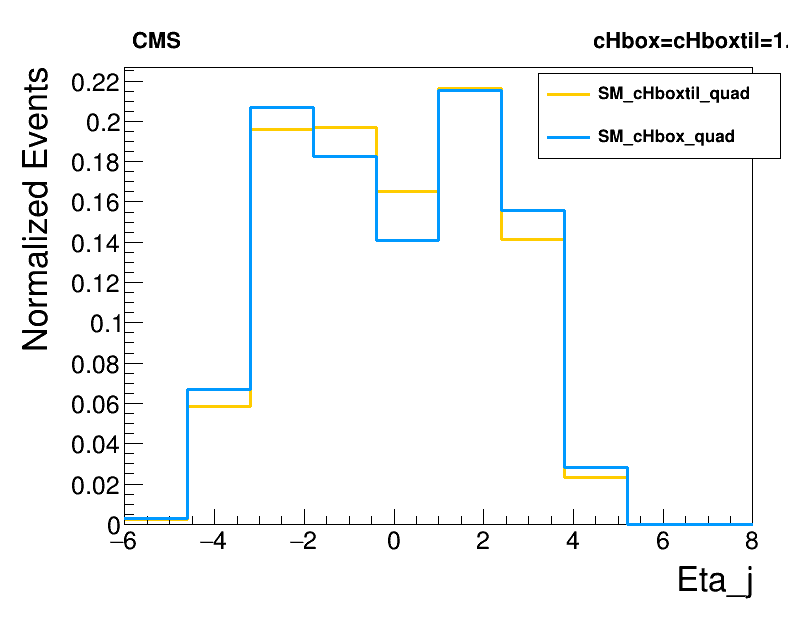 CMS
cHbox=cHboxtil=1.
Normalized Events
0.22
0.2
0.18
0.16
0.14
0.12
0.1
0.08
0.06
0.04
0.02
0
SM_cHboxtil_quad
SM_cHbox_quad
−6 −4 −2 0 2 4 6 8
Eta_j